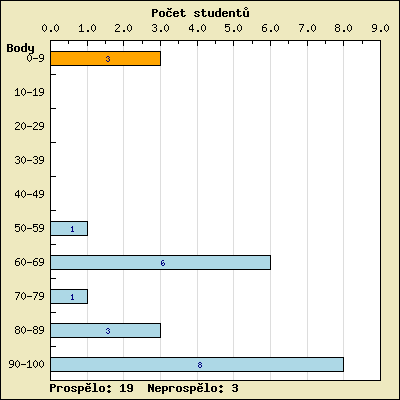 Počet studentů
0.0 1.0 2.0 3.0 4.0 5.0 6.0 7.0 8.0 9.0
Body
0-9 3
10-19
20-29
30-39
40-49
50-59 1
60-69 6
70-79 1
80-89 3
90-100 8
Prospělo: 19 Neprospělo: 3